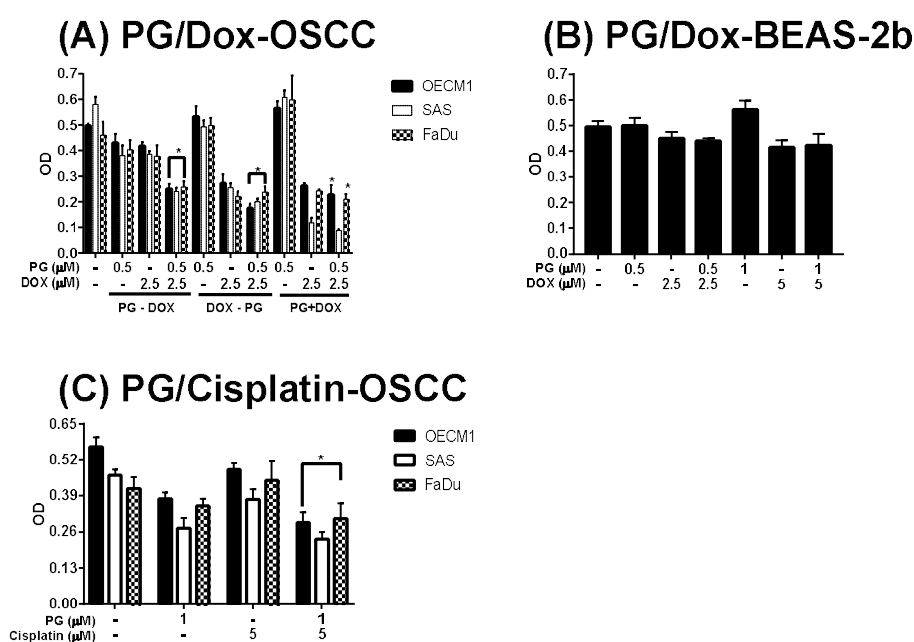 (A) PG/Dox-OSCC
0.7
0.6
0.5
0.4
0.3
0.2
0.1
0.0
OD
* * * *
OECM1
SAS
FaDu
PG (μM) - 0.5 - 0.5 0.5 - 0.5 0.5 - 0.5
DOX (μM) - - 2.5 2.5 - 2.5 2.5 - 2.5 2.5
PG - DOX DOX - PG PG+DOX
(B) PG/Dox-BEAS-2b
0.7
0.6
0.5
0.4
0.3
0.2
0.1
0.0
OD
PG (μM) - 0.5 - 0.5 1 - 1
DOX (μM) - - 2.5 2.5 - 5 5
(C) PG/Cisplatin-OSCC
0.65
0.52
0.39
0.26
0.13
0.00
OD
*
OECM1
SAS
FaDu
PG (μM) - 1 - 1
Cisplatin (μM) - - 5 5